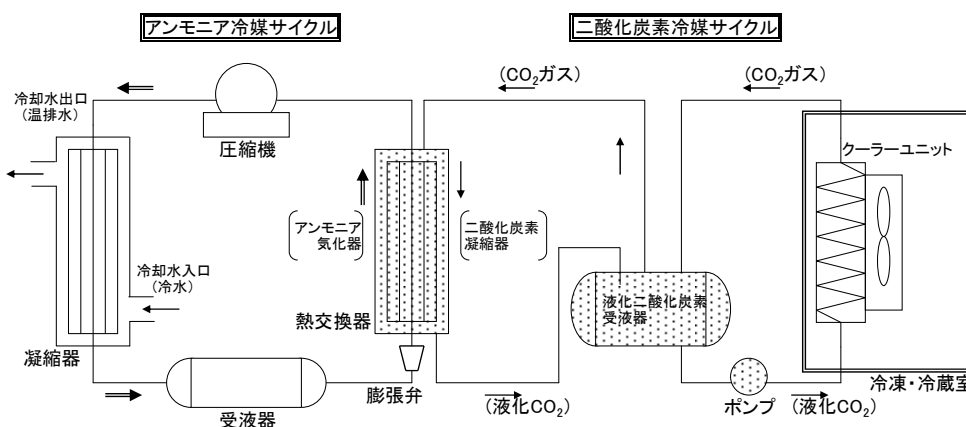 アンモニア冷媒サイクル
二酸化炭素冷媒サイクル
(CO₂ガス)
(CO₂ガス)
冷却水出口
(温排水)
圧縮機
クーラーユニット
アンモニア
気化器
二酸化炭素
凝縮器
冷却水入口
(冷水)
液化二酸化炭素
受液器
熱交換器
凝縮器
膨張弁
冷凍・冷蔵室
受液器
(液化CO₂)
ポンプ
(液化CO₂)